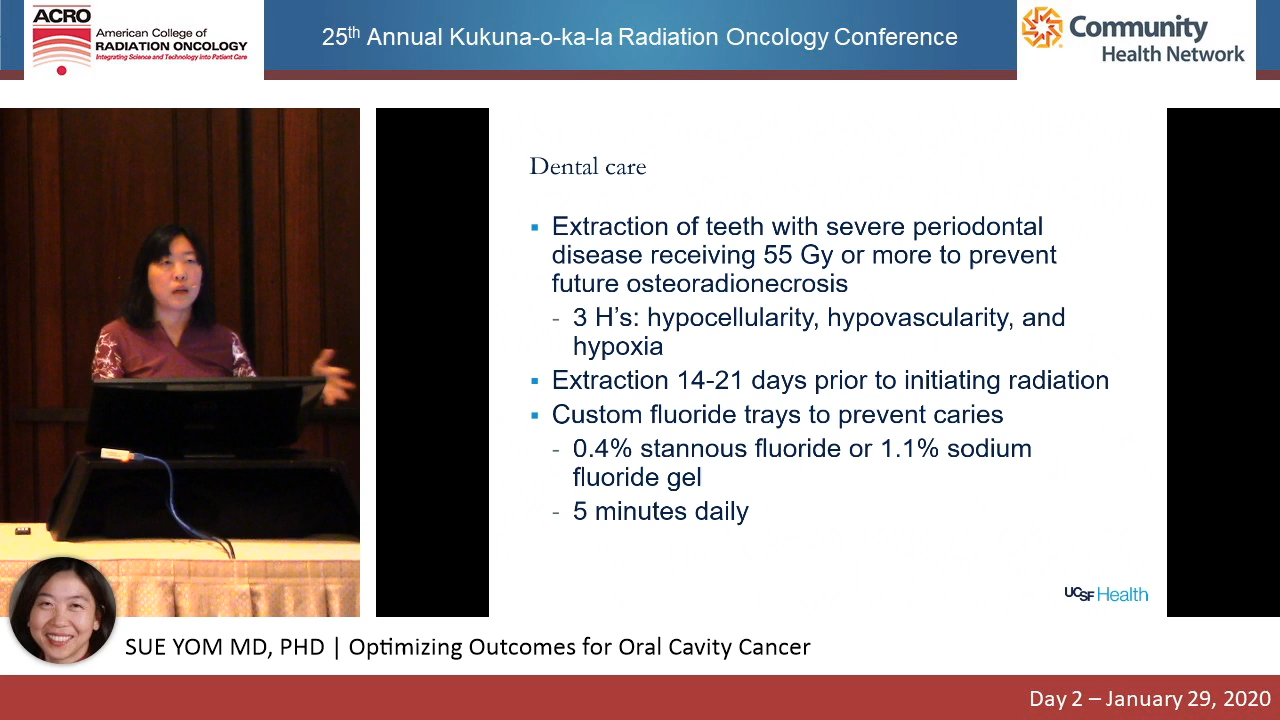 ACRO
American College of
RADIATION ONCOLOGY
Integrating Science and Technology Into Patient Care
25th Annual Kukuna-o-ka-la Radiation Oncology Conference
Community
Health Network
Dental care
▪ Extraction of teeth with severe periodontal
disease receiving 55 Gy or more to prevent
future osteoradionecrosis
- 3 H’s: hypocellularity, hypovascularity, and
hypoxia
▪ Extraction 14-21 days prior to initiating radiation
▪ Custom fluoride trays to prevent caries
- 0.4% stannous fluoride or 1.1% sodium
fluoride gel
- 5 minutes daily
UCSF Health
SUE YOM MD, PHD | Optimizing Outcomes for Oral Cavity Cancer
Day 2 – January 29, 2020